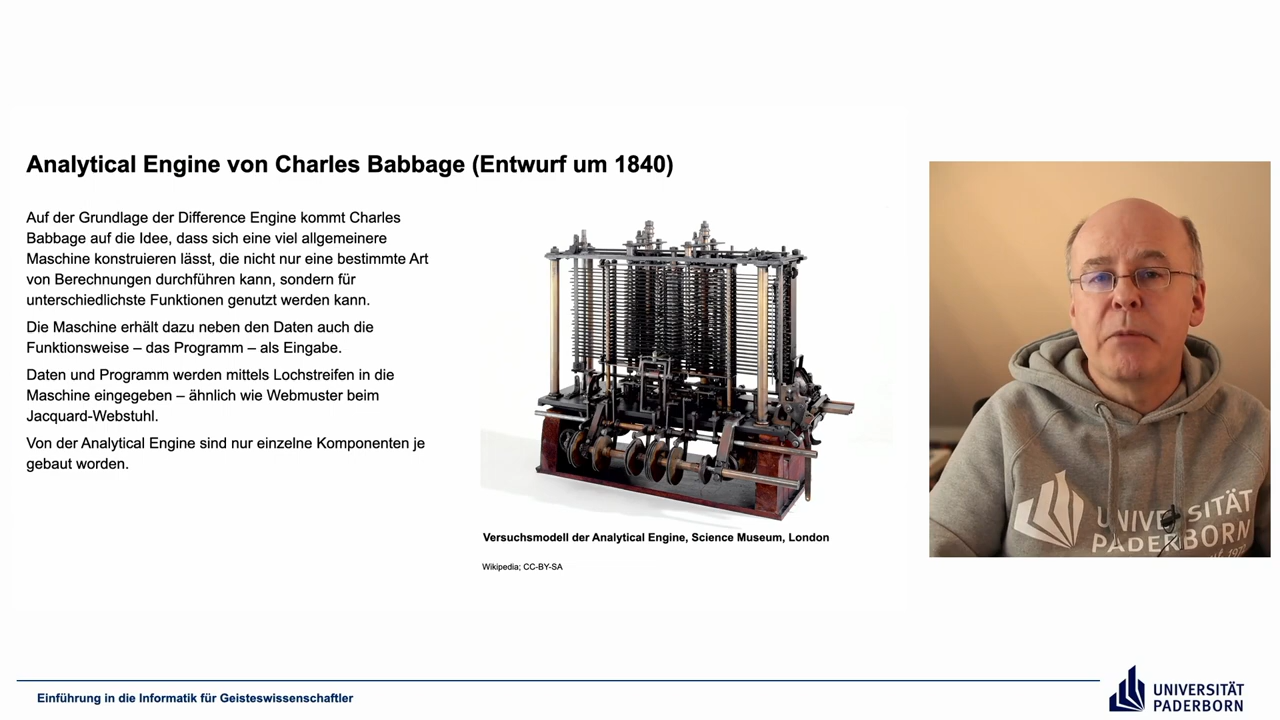 Analytical Engine von Charles Babbage (Entwurf um 1840)
Auf der Grundlage der Difference Engine kommt Charles
Babbage auf die Idee, dass sich eine viel allgemeinere
Maschine konstruieren lässt, die nicht nur eine bestimmte Art
von Berechnungen durchführen kann, sondern für
unterschiedlichste Funktionen genutzt werden kann.
Die Maschine erhält dazu neben den Daten auch die
Funktionsweise – das Programm – als Eingabe.
Daten und Programm werden mittels Lochstreifen in die
Maschine eingegeben – ähnlich wie Webmuster beim
Jacquard-Webstuhl.
Von der Analytical Engine sind nur einzelne Komponenten je
gebaut worden.
Versuchsmodell der Analytical Engine, Science Museum, London
Wikipedia; CC-BY-SA
UNIVERSITÄT
PADERBORN
Einführung in die Informatik für Geisteswissenschaftler
UNIVERSITÄT
PADERBORN